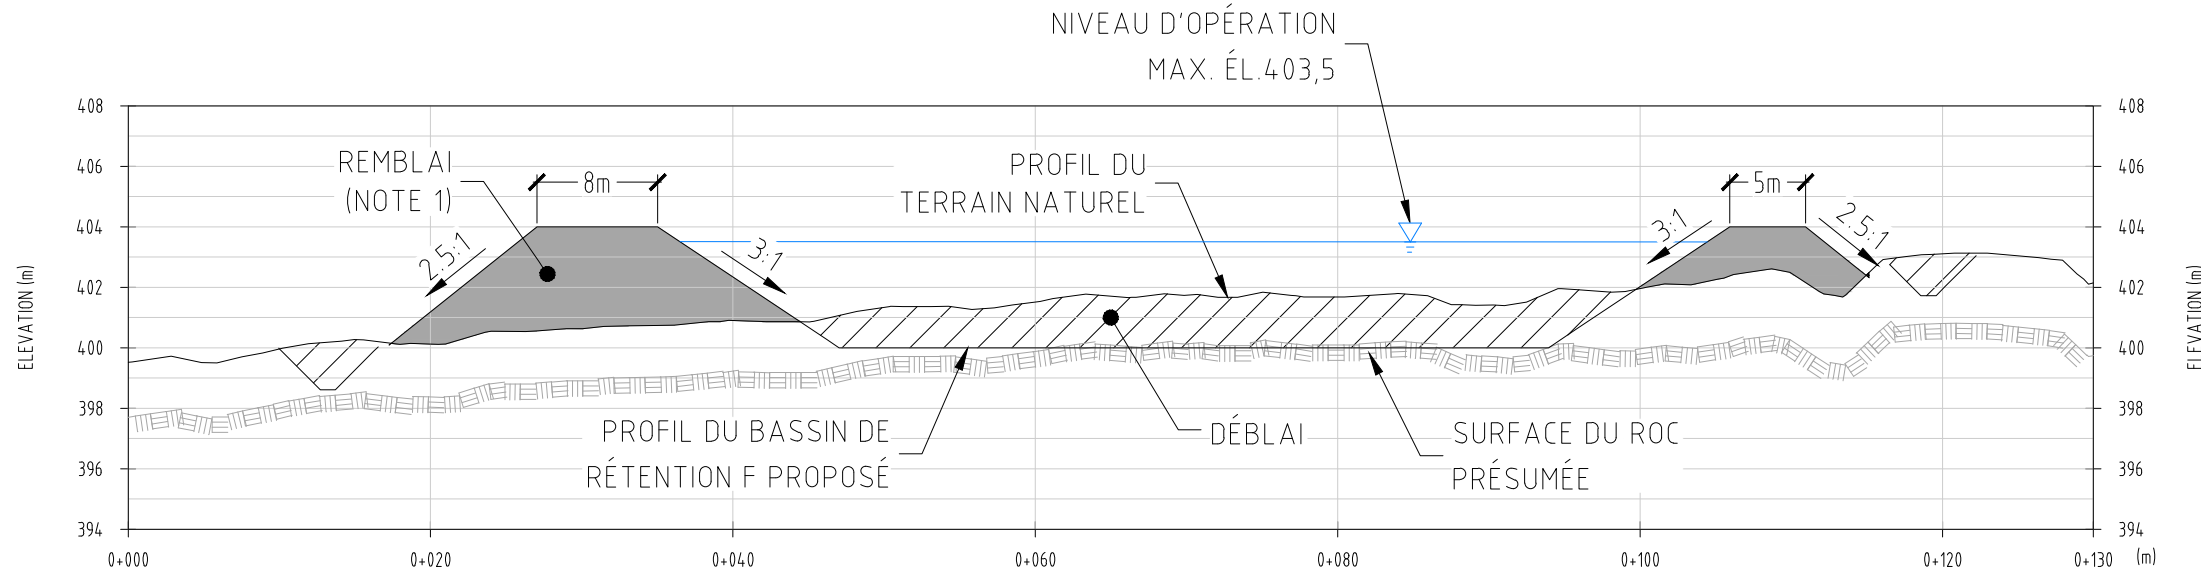 NIVEAU D'OPÉRATION
MAX. ÉL.403,5
408
408
REMBLAI
(NOTE 1)
8m
PROFIL DU
TERRAIN NATUREL
5m
406
406
2.5:1
3:1
3:1
2.5:1
404
404
402
402
ELEVATION (m)
ELEVATION (m)
400
400
398
398
PROFIL DU BASSIN DE
RÉTENTION F PROPOSÉ
DÉBLAI
SURFACE DU ROC
PRÉSUMÉE
396
396
394
394
0+000
0+020
0+040
0+060
0+080
0+100
0+120
0+130
(m)